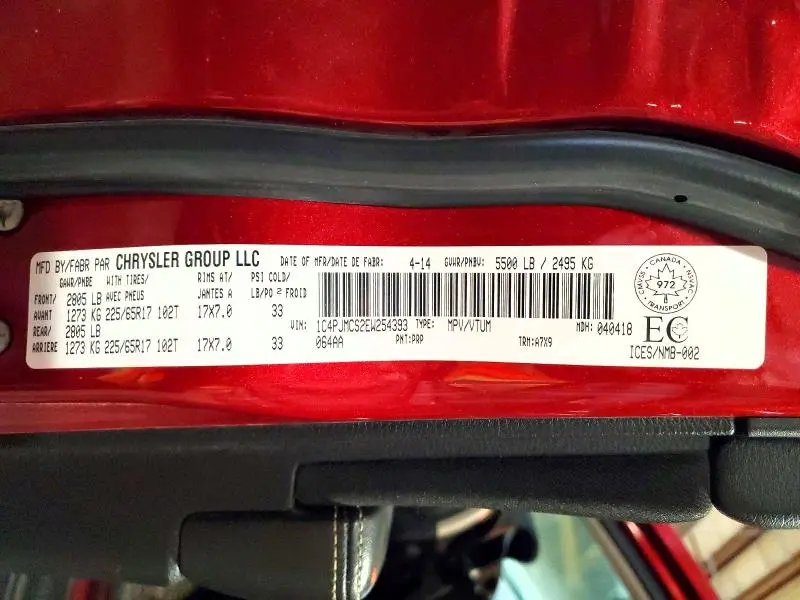 MFD BY/FABR PAR CHRYSLER GROUP LLC DATE OF MFR/DATE DE FABR: 4-14 GVWR/PNBV: 5500 LB / 2495 KG
GAWR/PNBE WITH TIRES/ RIMS AT/ PSI COLD/
FRONT/ 2805 LB AVEC PNEUS JANTES A LB/PO² FROID
AVANT 1273 KG 225/65R17 102T 17X7.0 33
VIN: 1C4PJMCS2EW254393 TYPE: MPV/VTUM MDH: 040418
REAR/ 2805 LB
064AA PNT:PRP TRM:A7X9
ARRIERE 1273 KG 225/65R17 102T 17X7.0 33
CANADA
CMVSS NSVAC
972
TRANSPORT
EC
ICES/NMB-002